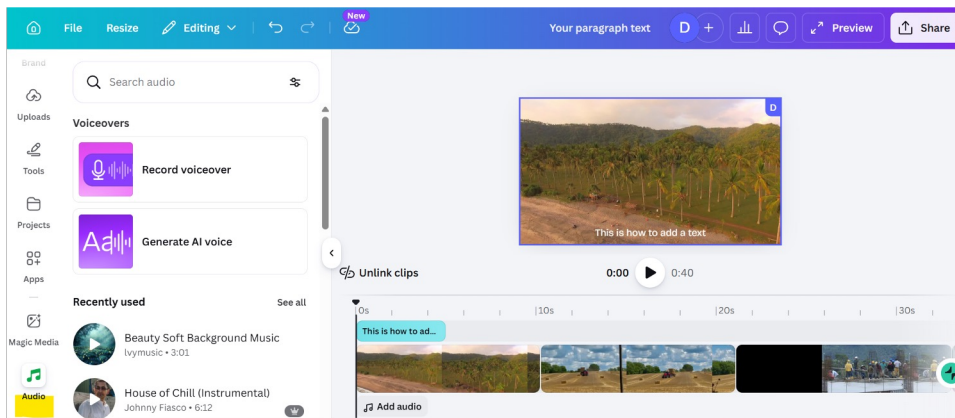 File Resize Editing New Your paragraph text D + Preview Share
Brand
Uploads
Tools
Projects
Apps
Magic Media
Audio
Search audio
Voiceovers
Record voiceover
Generate AI voice
Recently used See all
Beauty Soft Background Music
Ivymusic • 3:01
House of Chill (Instrumental)
Johnny Fiasco • 6:12
D
This is how to add a text
Unlink clips 0:00 0:40
0s 10s 20s 30s
This is how to ad...
Add audio